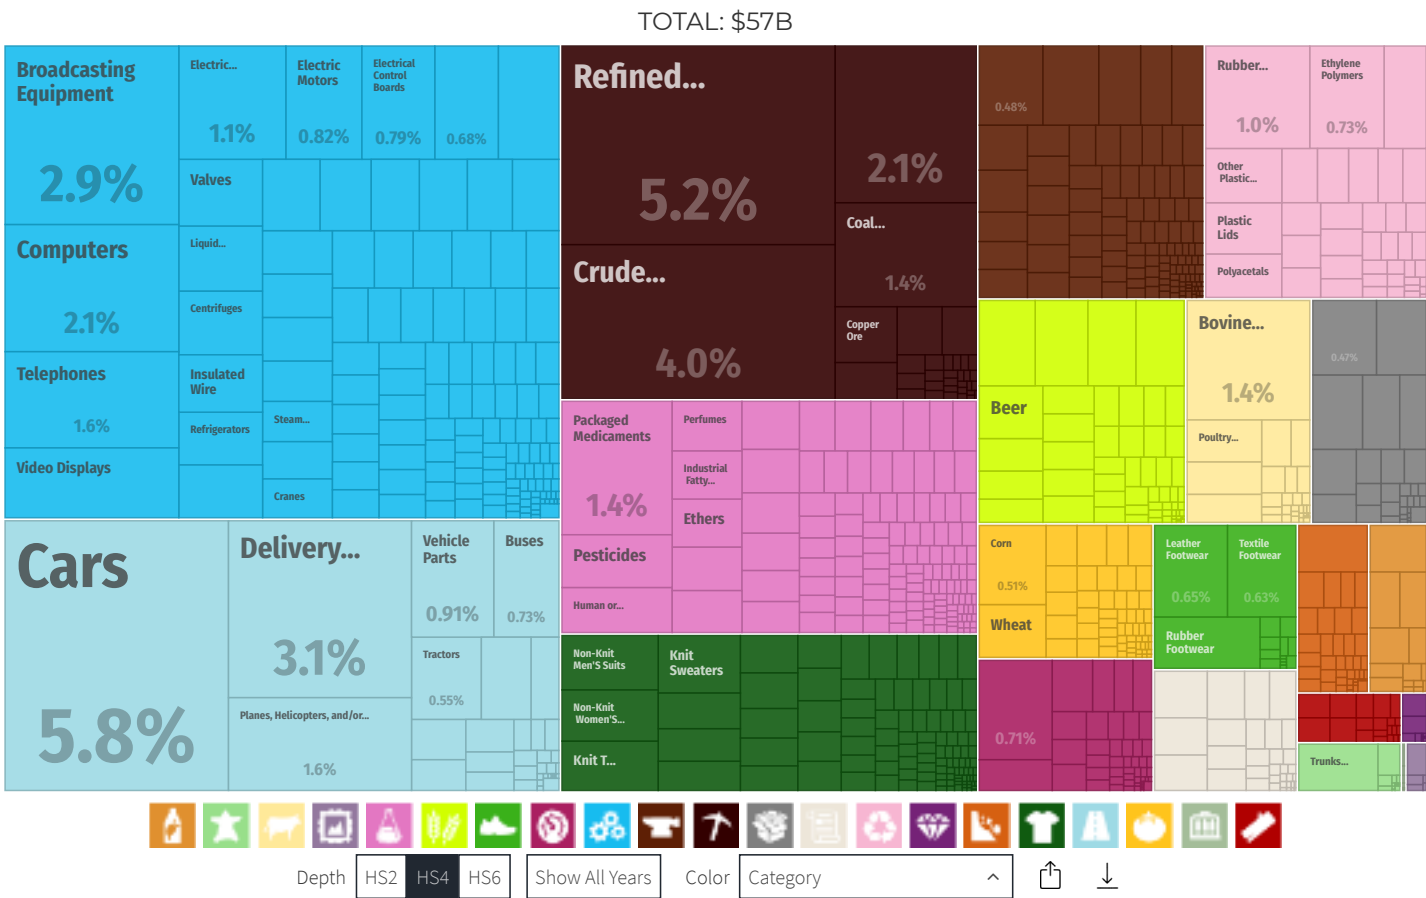 TOTAL: $57B
Broadcasting
Equipment
2.9%
Computers
2.1%
Telephones
1.6%
Video Displays
Electric...
1.1%
Electric
Motors
0.82%
Electrical
Control
Boards
0.79%
0.68%
Valves
Liquid...
Centrifuges
Insulated
Wire
Refrigerators
Steam...
Cranes
Cars
5.8%
Delivery...
3.1%
Planes, Helicopters, and/or...
1.6%
Vehicle
Parts
0.91%
Buses
0.73%
Tractors
0.55%
Refined...
5.2%
Crude...
4.0%
2.1%
Coal...
1.4%
Copper
Ore
Packaged
Medicaments
1.4%
Pesticides
Human or...
Perfumes
Industrial
Fatty...
Ethers
Non-Knit
Men'S Suits
Non-Knit
Women'S...
Knit T...
Knit
Sweaters
0.48%
Rubber...
1.0%
Ethylene
Polymers
0.73%
Other
Plastic...
Plastic
Lids
Polyacetals
Beer
Bovine...
1.4%
Poultry...
0.47%
Corn
0.51%
Wheat
Leather
Footwear
0.65%
Textile
Footwear
0.63%
Rubber
Footwear
0.71%
Trunks...
Depth HS2 HS4 HS6 Show All Years Color Category